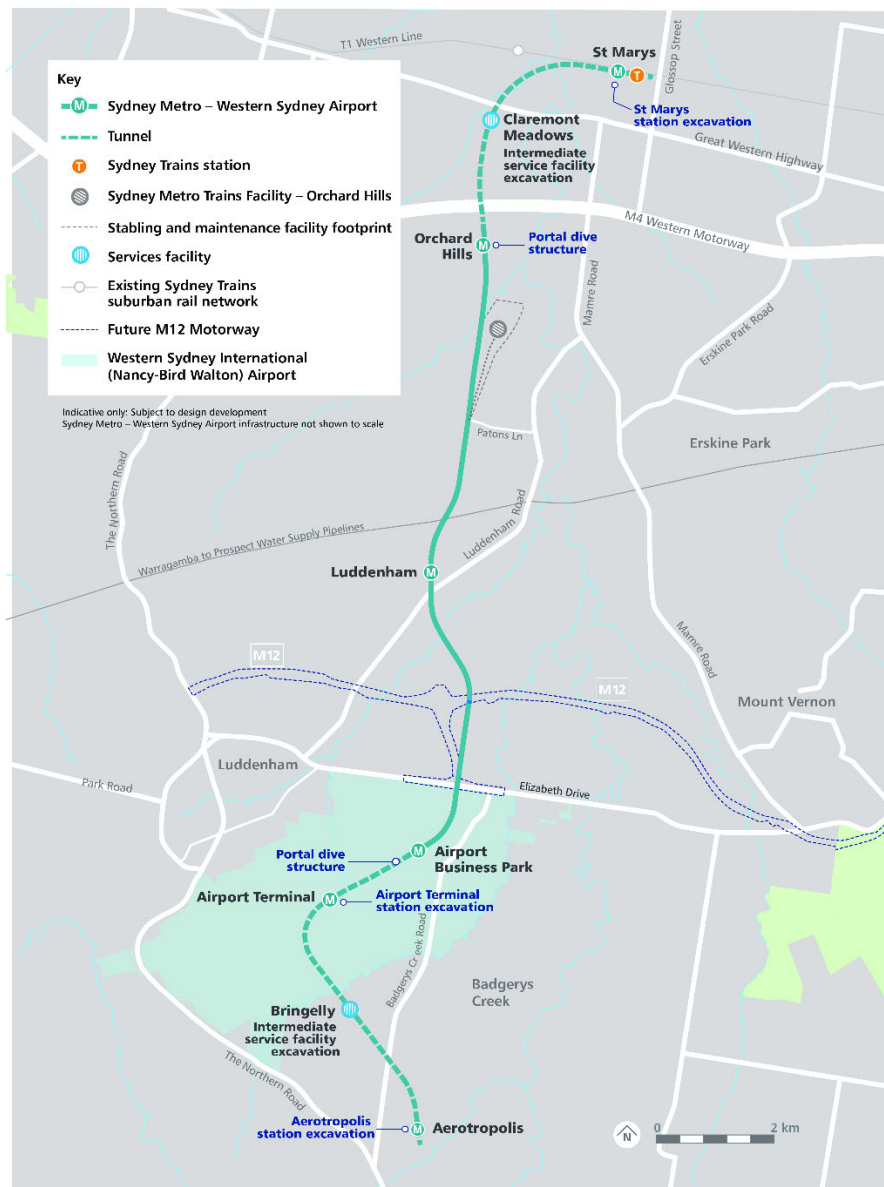 T1 Western Line
St Marys
Glossop Street
M
T
St Marys
station excavation
Key
M
Sydney Metro – Western Sydney Airport
Tunnel
T
Sydney Trains station
Sydney Metro Trains Facility – Orchard Hills
Stabling and maintenance facility footprint
Services facility
Existing Sydney Trains
suburban rail network
Future M12 Motorway
Western Sydney International
(Nancy-Bird Walton) Airport
Indicative only: Subject to design development
Sydney Metro – Western Sydney Airport infrastructure not shown to scale
Claremont
Meadows
Intermediate
service facility
excavation
Great Western Highway
M4 Western Motorway
Orchard
Hills
M
Portal dive
structure
Mamre Road
Erskine Park Road
Patons Ln
Erskine Park
The Northern Road
Warragamba to Prospect Water Supply Pipelines
Luddenham Road
Luddenham
M
Mamre Road
M12
M12
Mount Vernon
Luddenham
Park Road
Elizabeth Drive
Portal dive
structure
M
Airport
Business Park
Airport Terminal
M
Airport Terminal
station excavation
Badgerys Creek Road
Badgerys
Creek
Bringelly
Intermediate
service facility
excavation
The Northern Road
Aerotropolis
station excavation
M
Aerotropolis
N
0
2 km